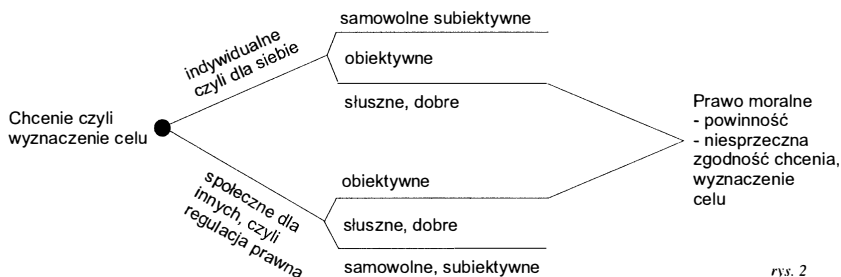 Chcenie czyli
wyznaczenie celu
indywidualne
czyli dla siebie
samowolne subiektywne
obiektywne
słuszne, dobre
społeczne dla
innych, czyli
regulacja prawna
obiektywne
słuszne, dobre
samowolne, subiektywne
Prawo moralne
- powinność
- niesprzeczna
zgodność chcenia,
wyznaczenie
celu
rys. 2